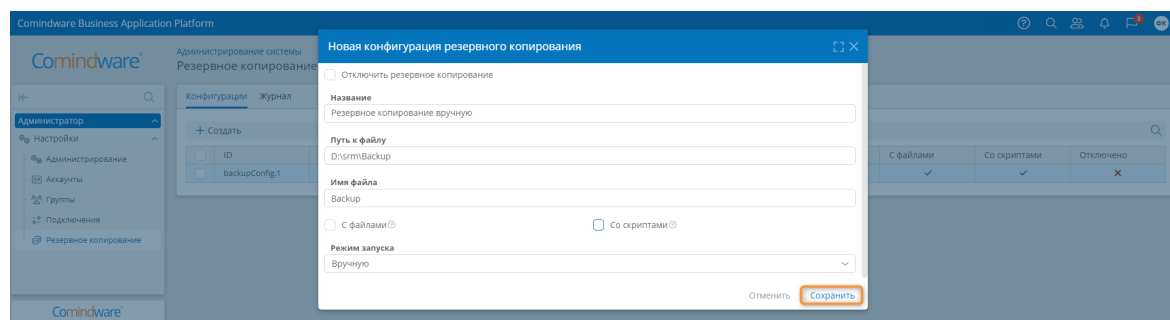 Comindware Business Application Platform
3
ФК
Comindware
Администрирование системы
Резервное копирование
Новая конфигурация резервного копирования
Отключить резервное копирование
Конфигурации Журнал
Название
Резервное копирование вручную
Администратор
+ Создать
Настройки
Путь к файлу
D:\srm\Backup
ID
С файлами Со скриптами Отключено
Администрирование
backupConfig.1
Аккаунты
Имя файла
Backup
Группы
Подключения
С файлами Со скриптами
Резервное копирование
Режим запуска
Вручную
Отменить Сохранить
Comindware